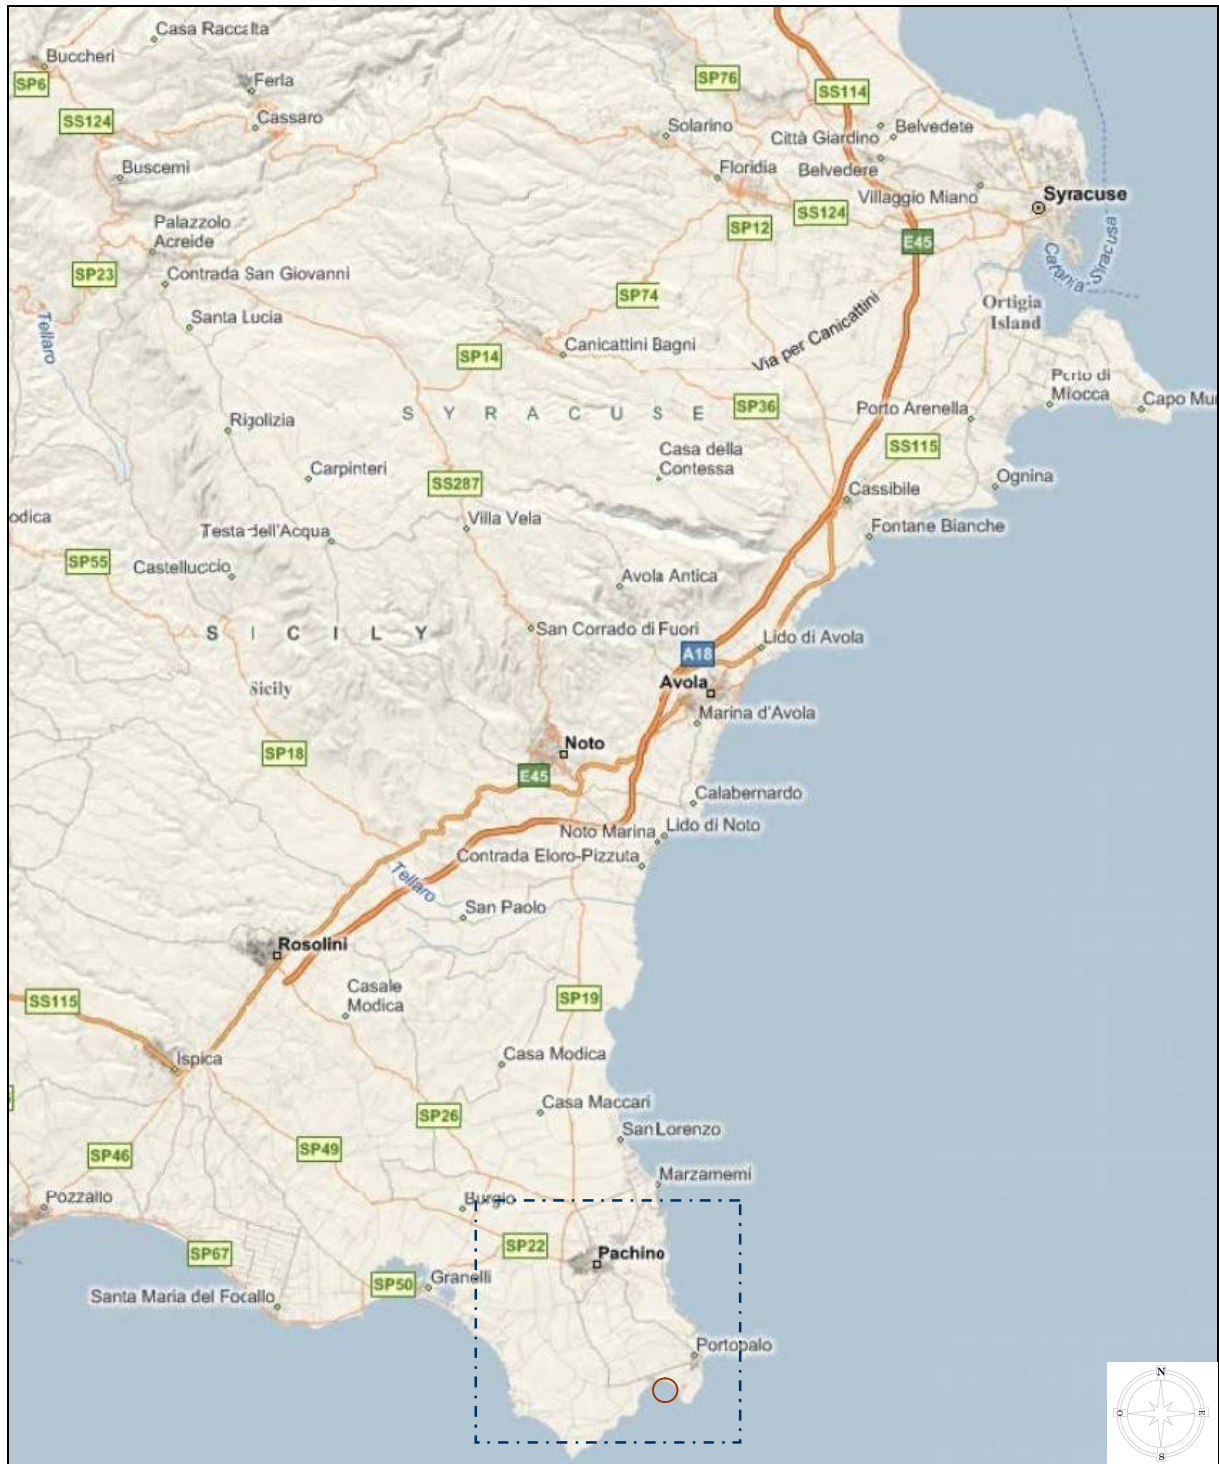 Casa Raccalta
Buccheri
SP6
Ferla
SP76
SS114
SS124
Cassaro
Solarino
Città Giardino
Belvedete
Buscemi
Floridia
Belvedere
Villaggio Miano
Syracuse
SS124
SP12
Palazzolo
Acreide
E45
SP23
Contrada San Giovanni
Catania-Siracusa
SP74
Ortigia
Island
Tellaro
Santa Lucia
Via per Canicattini
Canicattini Bagni
SP14
Porto di
Miocca
Capo Mur
SYRACUSE
SP36
Porto Arenella
Rigolizia
SS115
Casa della
Contessa
Carpinteri
SS287
Ognina
Cassibile
odica
Villa Vela
Testa dell'Acqua
Fontane Bianche
SP55
Castelluccio
Avola Antica
SICILY
San Corrado di Fuori
Lido di Avola
A18
Sicily
Avola
Marina d'Avola
Noto
SP18
E45
Calabernardo
Noto Marina
Lido di Noto
Contrada Eloro-Pizzuta
Tellaro
San Paolo
Rosolini
Casale
Modica
SS115
SP19
Ispica
Casa Modica
Casa Maccari
SP26
San Lorenzo
SP49
SP46
Marzamemi
Pozzallo
Burgio
SP22
Pachino
SP67
SP50
Granelli
Santa Maria del Focallo
Portopalo
N
O
E
S